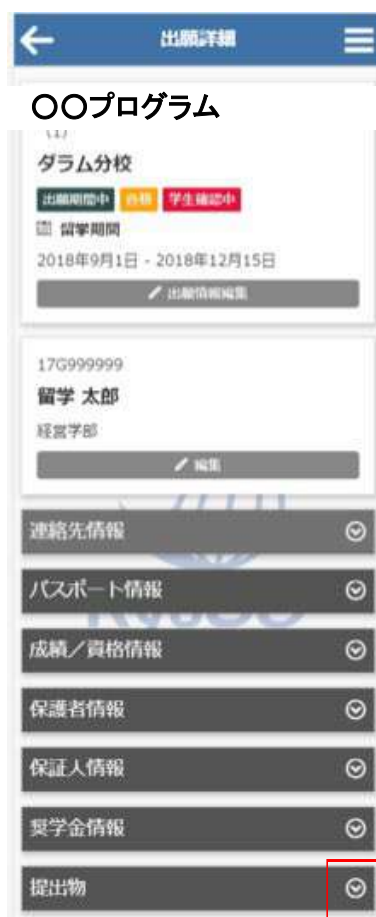 出願詳細
〇〇プログラム
(1)
ダラム分校
出願期間中 合格 学生確認中
留学期間
2018年9月1日 - 2018年12月15日
出願情報編集
17G999999
留学 太郎
経営学部
編集
連絡先情報
パスポート情報
成績／資格情報
保護者情報
保証人情報
奨学金情報
提出物